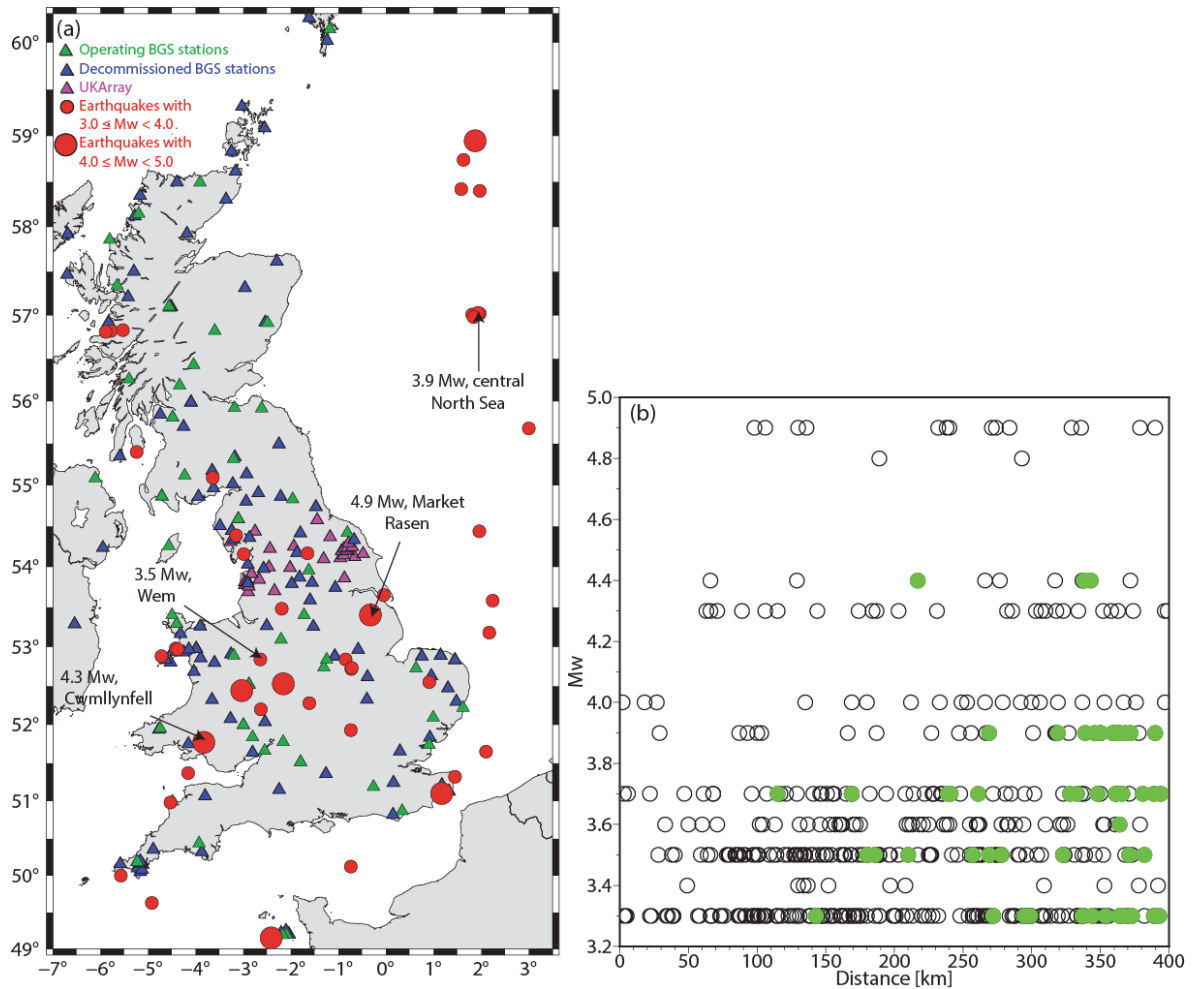 (a)
Operating BGS stations
Decommissioned BGS stations
UKArray
Earthquakes with
3.0 ≤ Mw < 4.0
Earthquakes with
4.0 ≤ Mw < 5.0
60°
59°
58°
57°
56°
55°
54°
53°
52°
51°
50°
49°
−7°
−6°
−5°
−4°
−3°
−2°
−1°
0°
1°
2°
3°
3.9 Mw, central
North Sea
4.9 Mw, Market
Rasen
3.5 Mw,
Wem
4.3 Mw,
Cwmllynfell
(b)
5.0
4.8
4.6
4.4
4.2
4.0
3.8
3.6
3.4
3.2
Mw
0
50
100
150
200
250
300
350
400
Distance [km]